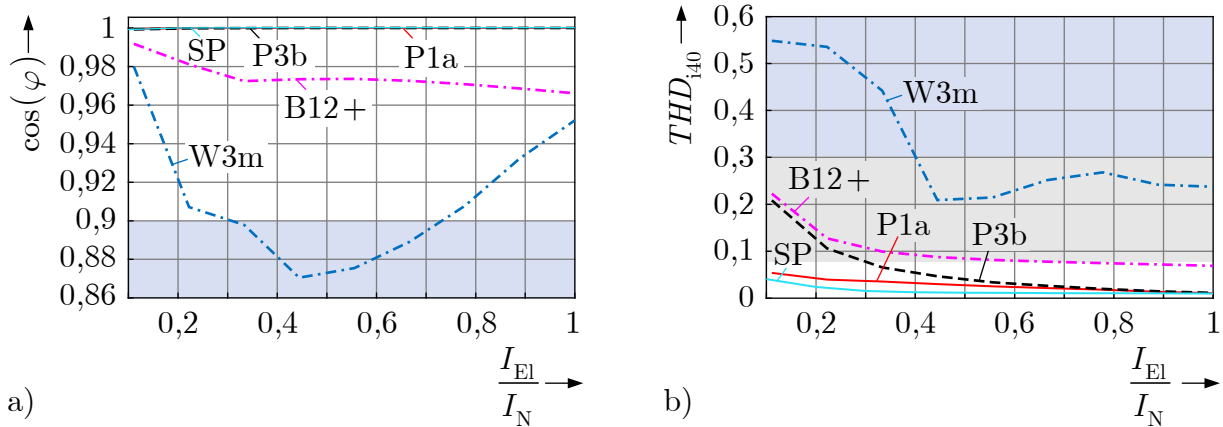 cos(φ)
1
0,98
0,96
0,94
0,92
0,9
0,88
0,86
SP
P3b
P1a
B12+
W3m
0,2
0,4
0,6
0,8
1
I_El
I_N
a)
THD_i40
0,6
0,5
0,4
0,3
0,2
0,1
0
W3m
B12+
P1a
P3b
SP
0,2
0,4
0,6
0,8
1
I_El
I_N
b)